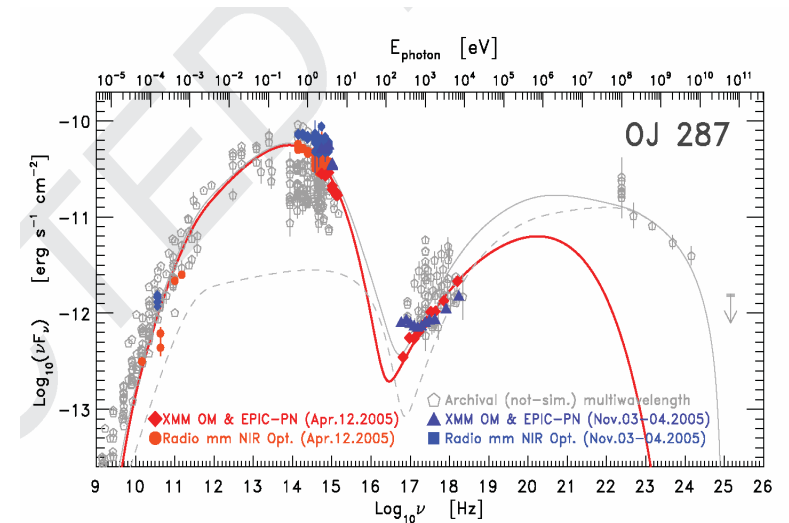 E_photon [eV]
10^-5 10^-4 10^-3 10^-2 10^-1 10^0 10^1 10^2 10^3 10^4 10^5 10^6 10^7 10^8 10^9 10^10 10^11
OJ 287
-10
-11
-12
-13
Log_10(νF_ν) [erg s^-1 cm^-2]
Archival (not-sim.) multiwavelength
XMM OM & EPIC-PN (Apr.12.2005)
XMM OM & EPIC-PN (Nov.03-04.2005)
Radio mm NIR Opt. (Apr.12.2005)
Radio mm NIR Opt. (Nov.03-04.2005)
9 10 11 12 13 14 15 16 17 18 19 20 21 22 23 24 25 26
Log_10 ν [Hz]